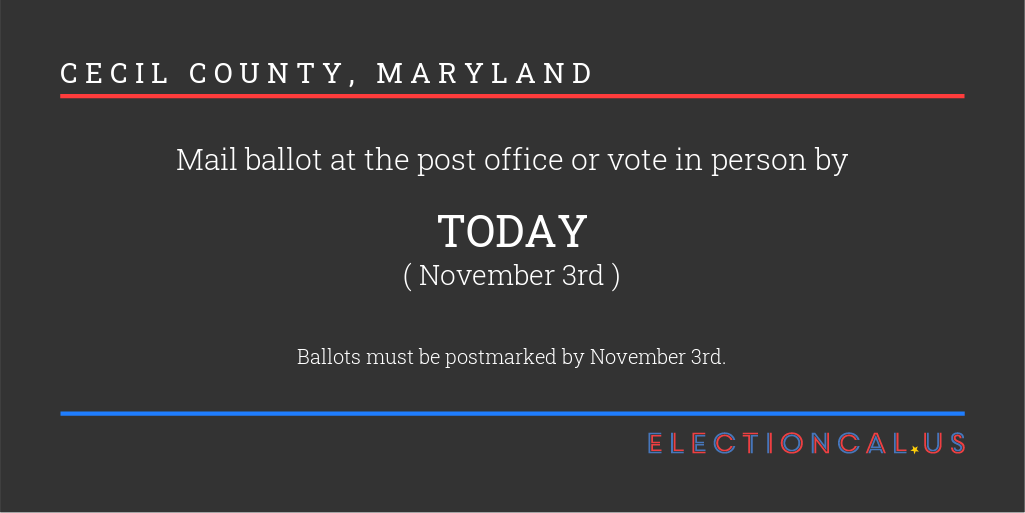 CECIL COUNTY, MARYLAND
Mail ballot at the post office or vote in person by
TODAY
( November 3rd )
Ballots must be postmarked by November 3rd.
ELECTIONCAL.US